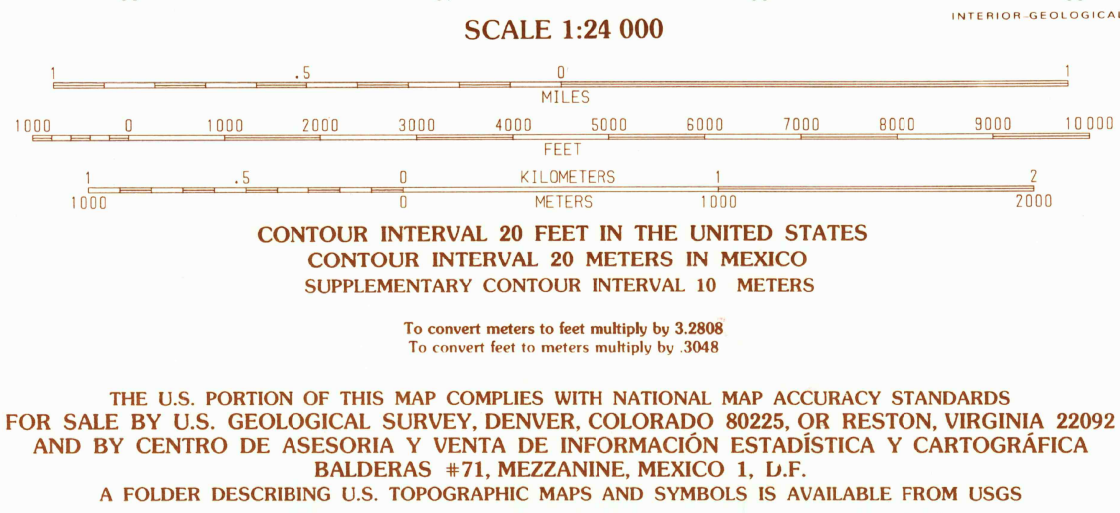 INTERIOR-GEOLOGICAL
SCALE 1:24 000
1 .5 0 1
MILES
1000 0 1000 2000 3000 4000 5000 6000 7000 8000 9000 10 000
FEET
1 .5 0 KILOMETERS 1 2
1000 0 METERS 1000 2000
CONTOUR INTERVAL 20 FEET IN THE UNITED STATES
CONTOUR INTERVAL 20 METERS IN MEXICO
SUPPLEMENTARY CONTOUR INTERVAL 10 METERS
To convert meters to feet multiply by 3.2808
To convert feet to meters multiply by .3048
THE U.S. PORTION OF THIS MAP COMPLIES WITH NATIONAL MAP ACCURACY STANDARDS
FOR SALE BY U.S. GEOLOGICAL SURVEY, DENVER, COLORADO 80225, OR RESTON, VIRGINIA 22092
AND BY CENTRO DE ASESORIA Y VENTA DE INFORMACIÓN ESTADÍSTICA Y CARTOGRÁFICA
BALDERAS #71, MEZZANINE, MEXICO 1, D.F.
A FOLDER DESCRIBING U.S. TOPOGRAPHIC MAPS AND SYMBOLS IS AVAILABLE FROM USGS